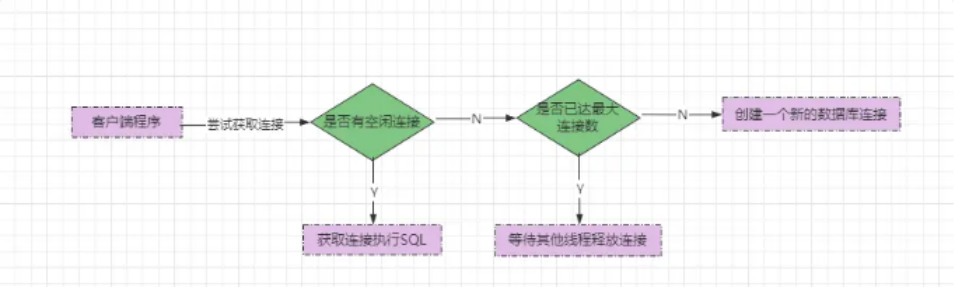 客户端程序
尝试获取连接
是否有空闲连接
N
是否已达最大
连接数
N
创建一个新的数据库连接
Y
Y
获取连接执行SQL
等待其他线程释放连接